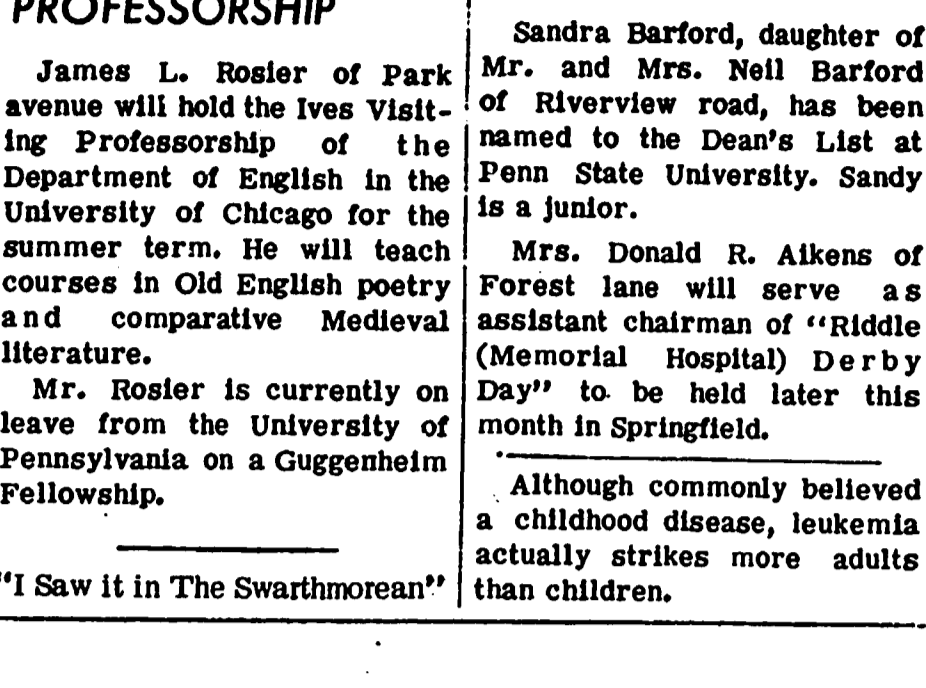 PROFESSORSHIP
James L. Rosier of Park
avenue will hold the Ives Visit-
ing Professorship of the
Department of English in the
University of Chicago for the
summer term. He will teach
courses in Old English poetry
and comparative Medieval
literature.
Mr. Rosier is currently on
leave from the University of
Pennsylvania on a Guggenheim
Fellowship.
"I Saw it in The Swarthmorean"
Sandra Barford, daughter of
Mr. and Mrs. Neil Barford
of Riverview road, has been
named to the Dean's List at
Penn State University. Sandy
is a junior.
Mrs. Donald R. Aikens of
Forest lane will serve as
assistant chairman of "Riddle
(Memorial Hospital) Derby
Day" to be held later this
month in Springfield.
Although commonly believed
a childhood disease, leukemia
actually strikes more adults
than children.